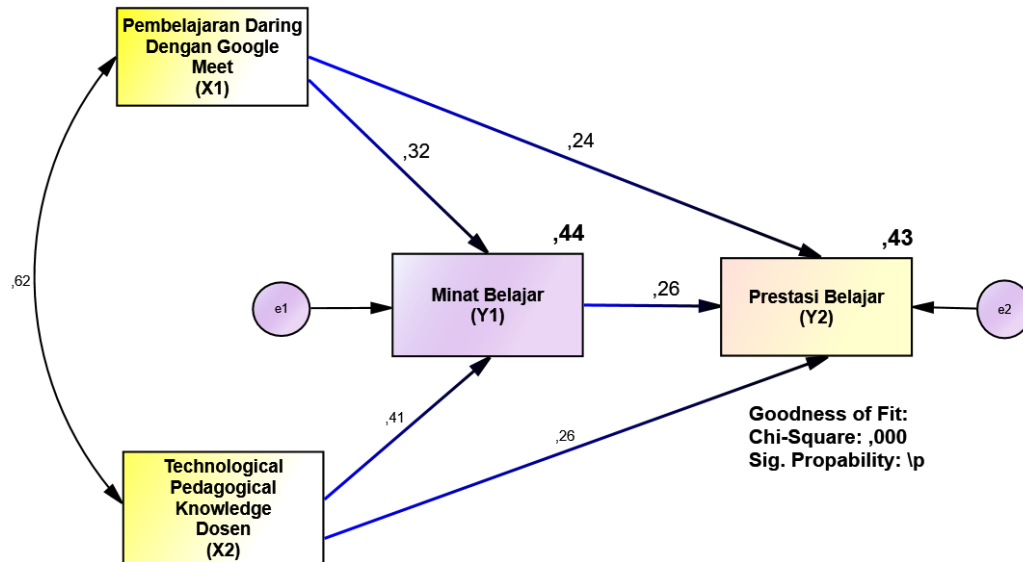 Pembelajaran Daring
Dengan Google
Meet
(X1)
,24
,32
,44
,43
,62
Minat Belajar
(Y1)
,26
Prestasi Belajar
(Y2)
e1
e2
,41
,26
Goodness of Fit:
Chi-Square: ,000
Sig. Propability: \p
Technological
Pedagogical
Knowledge
Dosen
(X2)